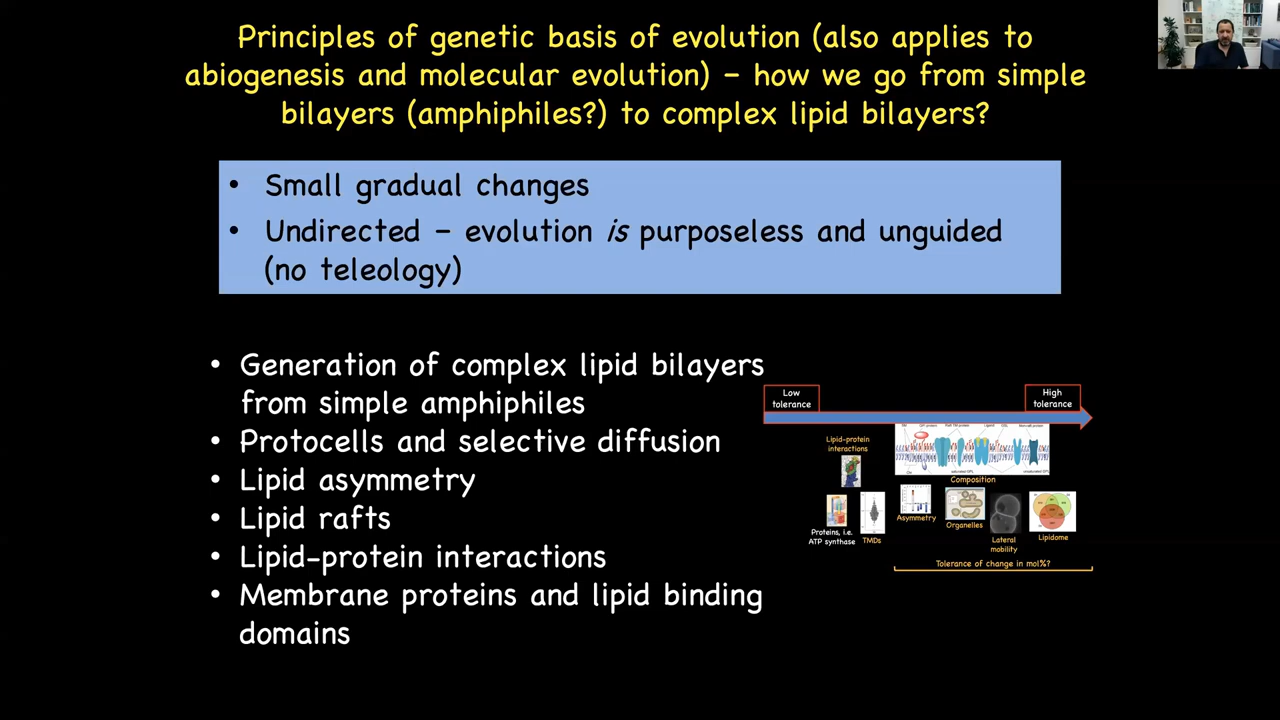 Principles of genetic basis of evolution (also applies to
abiogenesis and molecular evolution) – how we go from simple
bilayers (amphiphiles?) to complex lipid bilayers?
• Small gradual changes
• Undirected – evolution is purposeless and unguided
(no teleology)
• Generation of complex lipid bilayers
from simple amphiphiles
• Protocells and selective diffusion
• Lipid asymmetry
• Lipid rafts
• Lipid-protein interactions
• Membrane proteins and lipid binding
domains
Low
tolerance
High
tolerance
Lipid-protein
interactions
Composition
Proteins, i.e.
ATP synthase
TMDs
Asymmetry
Organelles
Lateral
mobility
Lipidome
Tolerance of change in mol%?